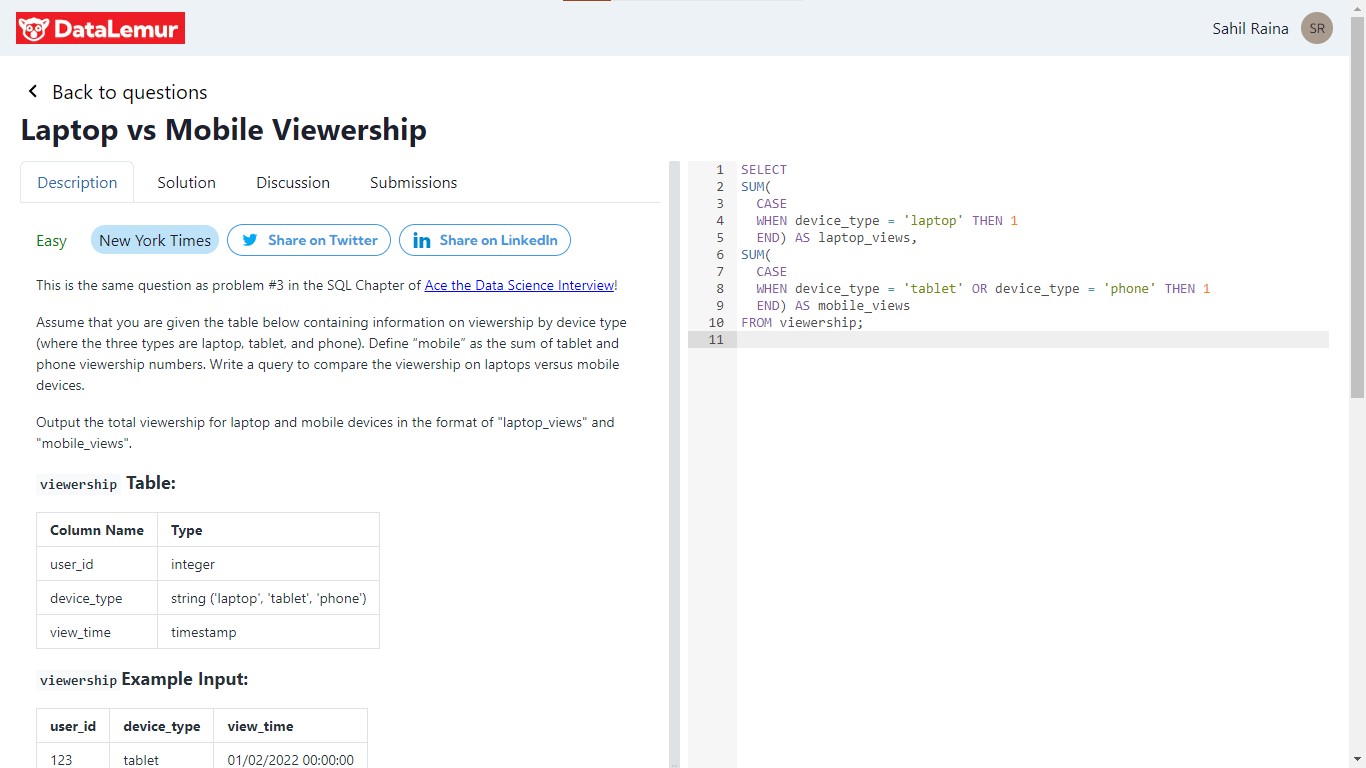 DataLemur
Sahil Raina SR
Back to questions
Laptop vs Mobile Viewership
Description Solution Discussion Submissions
Easy New York Times Share on Twitter Share on LinkedIn
This is the same question as problem #3 in the SQL Chapter of Ace the Data Science Interview!
Assume that you are given the table below containing information on viewership by device type
(where the three types are laptop, tablet, and phone). Define “mobile” as the sum of tablet and
phone viewership numbers. Write a query to compare the viewership on laptops versus mobile
devices.
Output the total viewership for laptop and mobile devices in the format of "laptop_views" and
"mobile_views".
viewership Table:
Column Name Type
user_id integer
device_type string ('laptop', 'tablet', 'phone')
view_time timestamp
viewership Example Input:
user_id device_type view_time
123 tablet 01/02/2022 00:00:00
1 SELECT
2 SUM(
3 CASE
4 WHEN device_type = 'laptop' THEN 1
5 END) AS laptop_views,
6 SUM(
7 CASE
8 WHEN device_type = 'tablet' OR device_type = 'phone' THEN 1
9 END) AS mobile_views
10 FROM viewership;
11